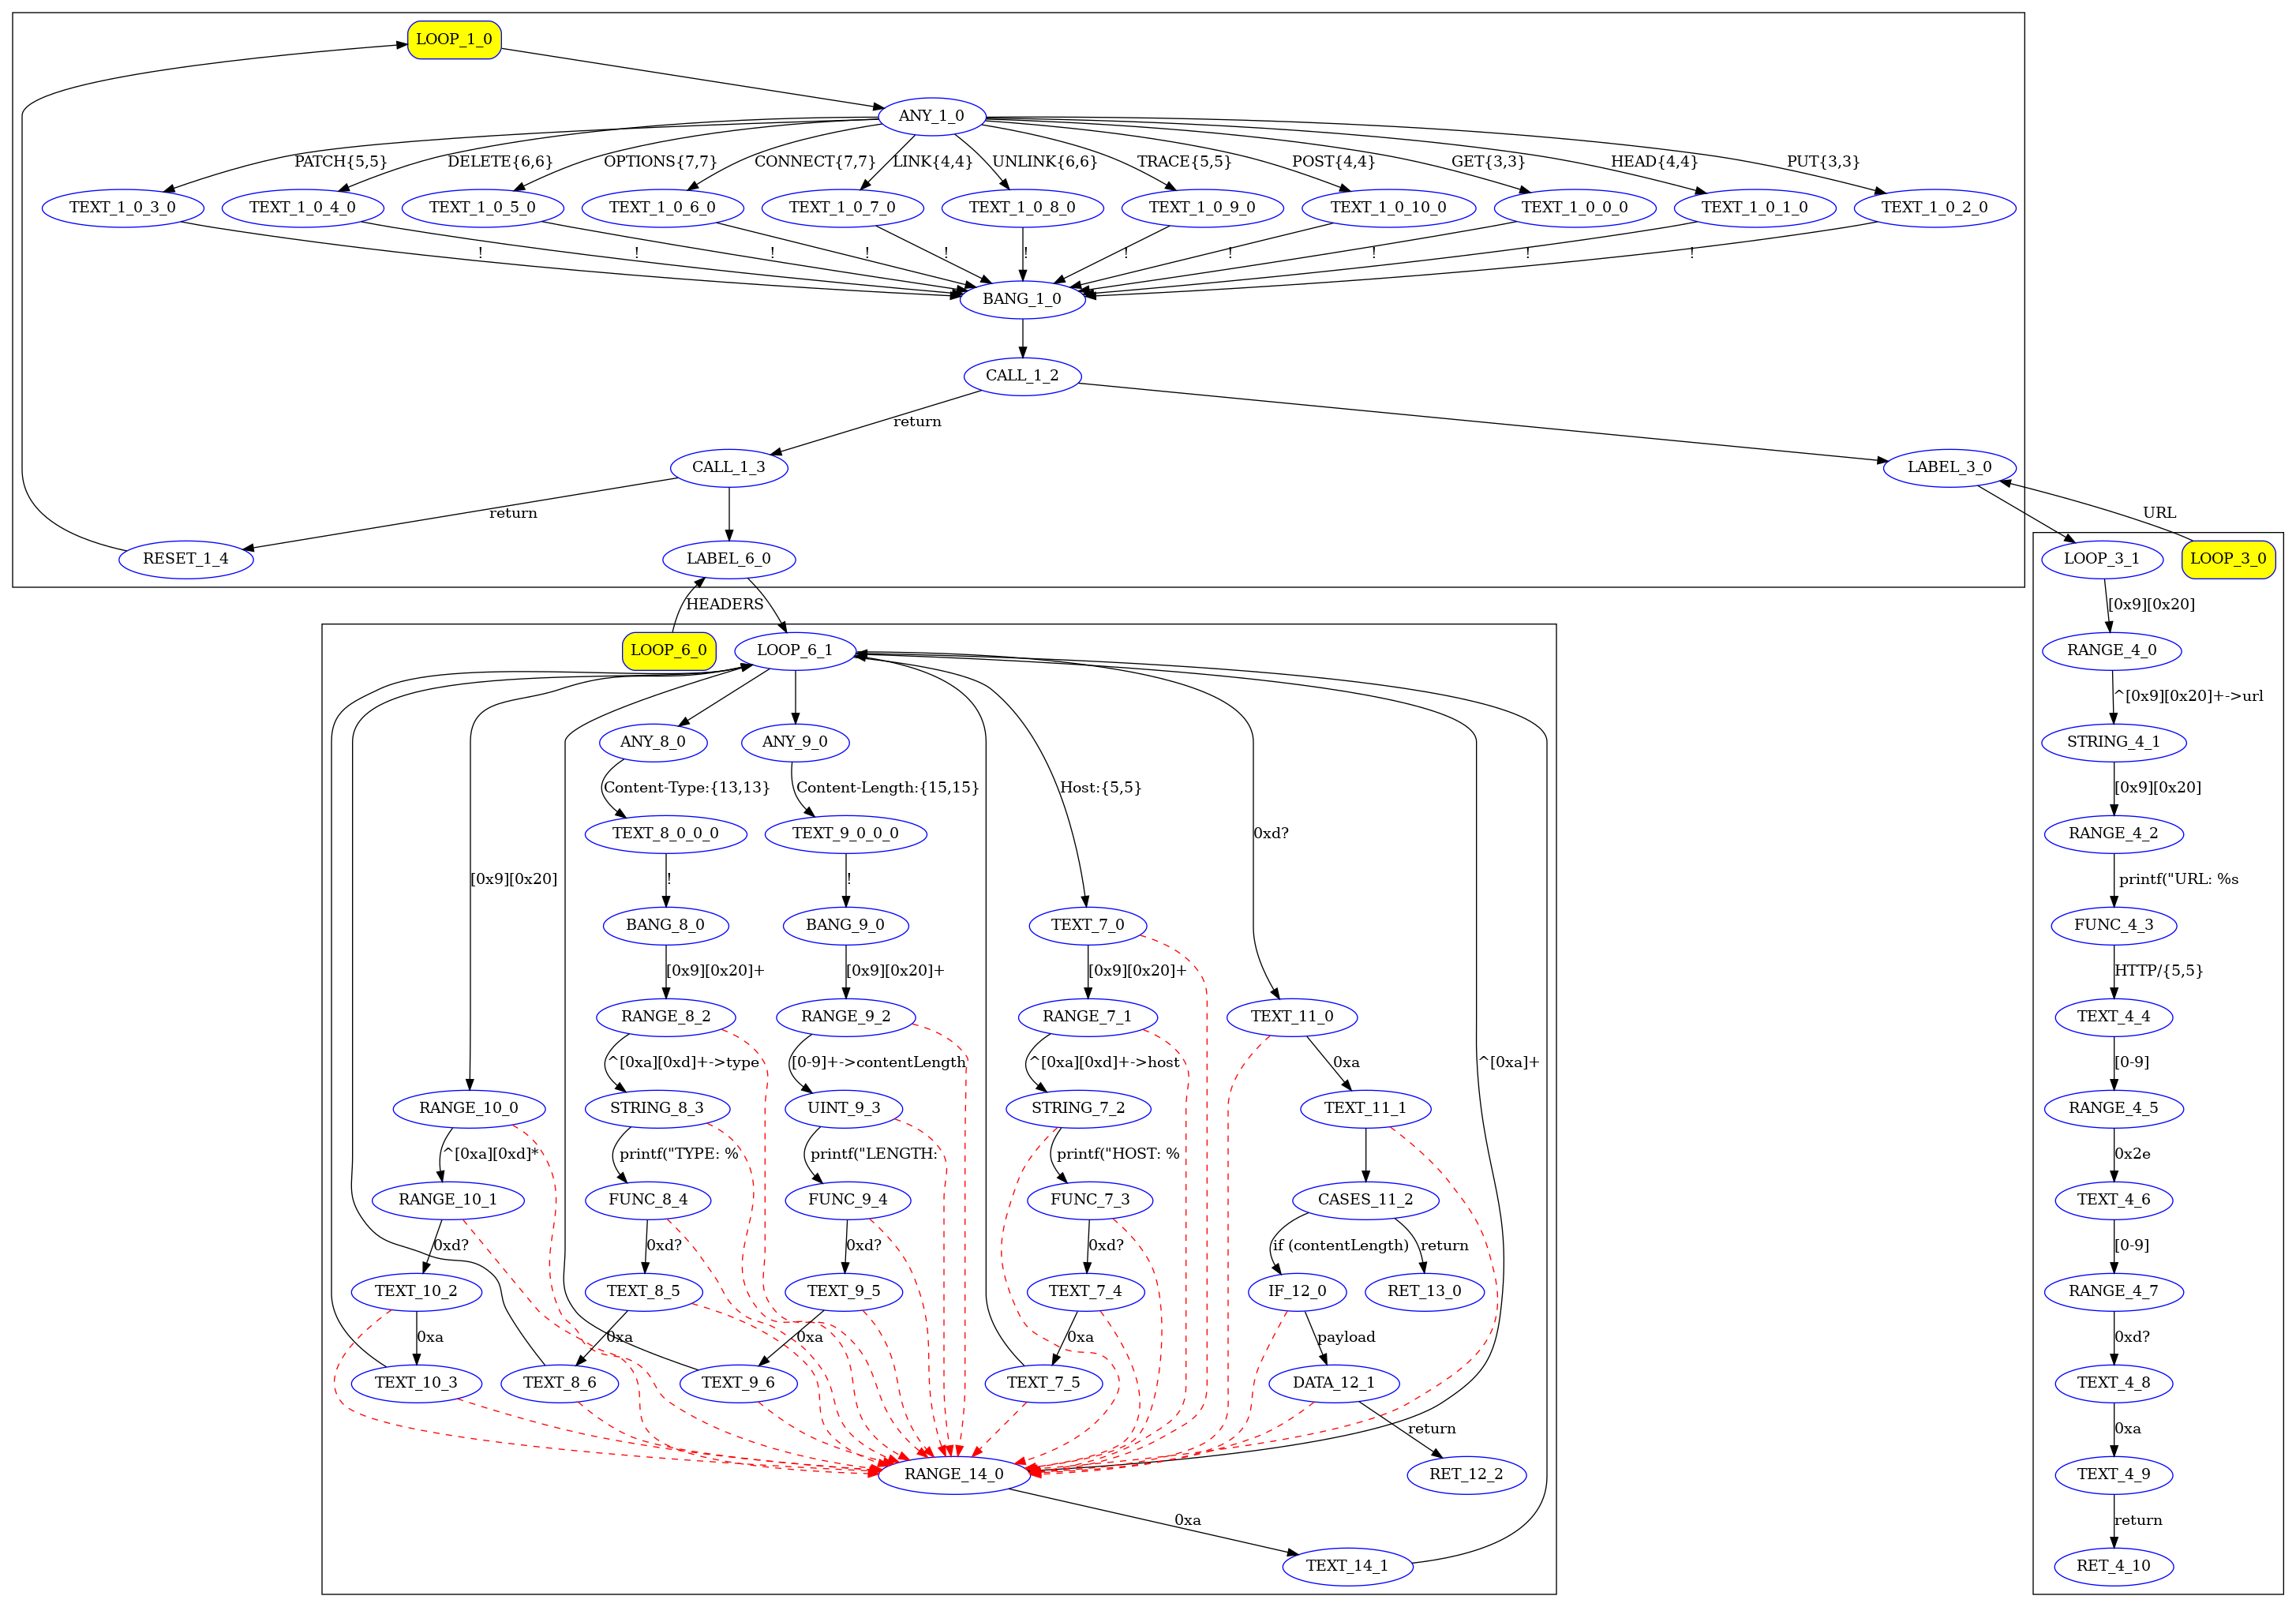 LOOP_1_0
ANY_1_0
PATCH{5,5}
DELETE{6,6}
OPTIONS{7,7}
CONNECT{7,7}
LINK{4,4}
UNLINK{6,6}
TRACE{5,5}
POST{4,4}
GET{3,3}
HEAD{4,4}
PUT{3,3}
TEXT_1_0_3_0
TEXT_1_0_4_0
TEXT_1_0_5_0
TEXT_1_0_6_0
TEXT_1_0_7_0
TEXT_1_0_8_0
TEXT_1_0_9_0
TEXT_1_0_10_0
TEXT_1_0_0_0
TEXT_1_0_1_0
TEXT_1_0_2_0
!
!
!
!
!
!
!
!
!
!
!
BANG_1_0
CALL_1_2
return
CALL_1_3
LABEL_3_0
return
URL
RESET_1_4
LABEL_6_0
LOOP_3_1
LOOP_3_0
HEADERS
[0x9][0x20]
LOOP_6_0
LOOP_6_1
RANGE_4_0
^[0x9][0x20]+->url
ANY_8_0
ANY_9_0
STRING_4_1
Content-Type:{13,13}
Content-Length:{15,15}
Host:{5,5}
[0x9][0x20]
TEXT_8_0_0_0
TEXT_9_0_0_0
0xd?
RANGE_4_2
[0x9][0x20]
!
!
printf("URL: %s
BANG_8_0
BANG_9_0
TEXT_7_0
FUNC_4_3
[0x9][0x20]+
[0x9][0x20]+
[0x9][0x20]+
HTTP/{5,5}
RANGE_8_2
RANGE_9_2
RANGE_7_1
TEXT_11_0
TEXT_4_4
^[0xa][0xd]+->type
[0-9]+->contentLength
^[0xa][0xd]+->host
0xa
^[0xa]+
[0-9]
RANGE_10_0
STRING_8_3
UINT_9_3
STRING_7_2
TEXT_11_1
RANGE_4_5
^[0xa][0xd]*
printf("TYPE: %
printf("LENGTH:
printf("HOST: %
0x2e
RANGE_10_1
FUNC_8_4
FUNC_9_4
FUNC_7_3
CASES_11_2
TEXT_4_6
0xd?
0xd?
0xd?
0xd?
if (contentLength)
return
[0-9]
TEXT_10_2
TEXT_8_5
TEXT_9_5
TEXT_7_4
IF_12_0
RET_13_0
RANGE_4_7
0xa
0xa
0xa
0xa
payload
0xd?
TEXT_10_3
TEXT_8_6
TEXT_9_6
TEXT_7_5
DATA_12_1
TEXT_4_8
return
0xa
RANGE_14_0
RET_12_2
TEXT_4_9
0xa
return
TEXT_14_1
RET_4_10